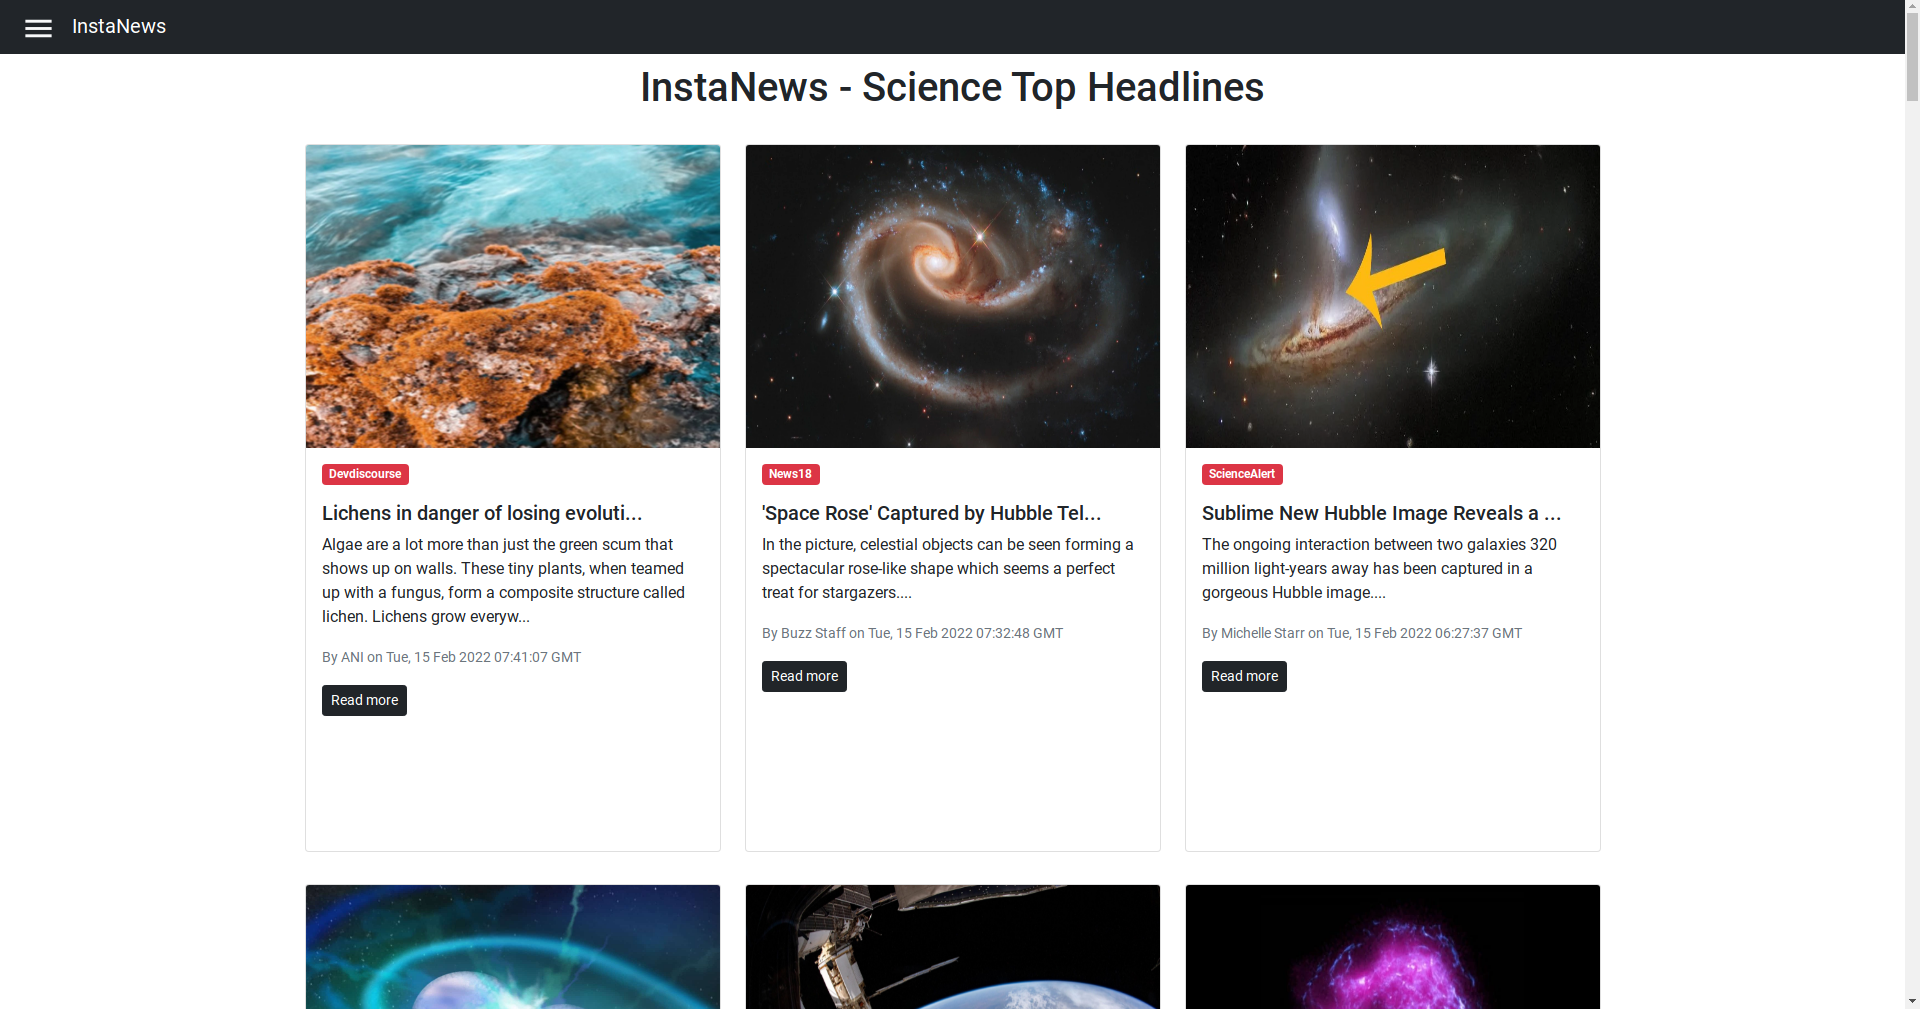 InstaNews
InstaNews - Science Top Headlines
Devdiscourse
Lichens in danger of losing evoluti...
Algae are a lot more than just the green scum that
shows up on walls. These tiny plants, when teamed
up with a fungus, form a composite structure called
lichen. Lichens grow everyw...
By ANI on Tue, 15 Feb 2022 07:41:07 GMT
Read more
News18
'Space Rose' Captured by Hubble Tel...
In the picture, celestial objects can be seen forming a
spectacular rose-like shape which seems a perfect
treat for stargazers....
By Buzz Staff on Tue, 15 Feb 2022 07:32:48 GMT
Read more
ScienceAlert
Sublime New Hubble Image Reveals a ...
The ongoing interaction between two galaxies 320
million light-years away has been captured in a
gorgeous Hubble image....
By Michelle Starr on Tue, 15 Feb 2022 06:27:37 GMT
Read more